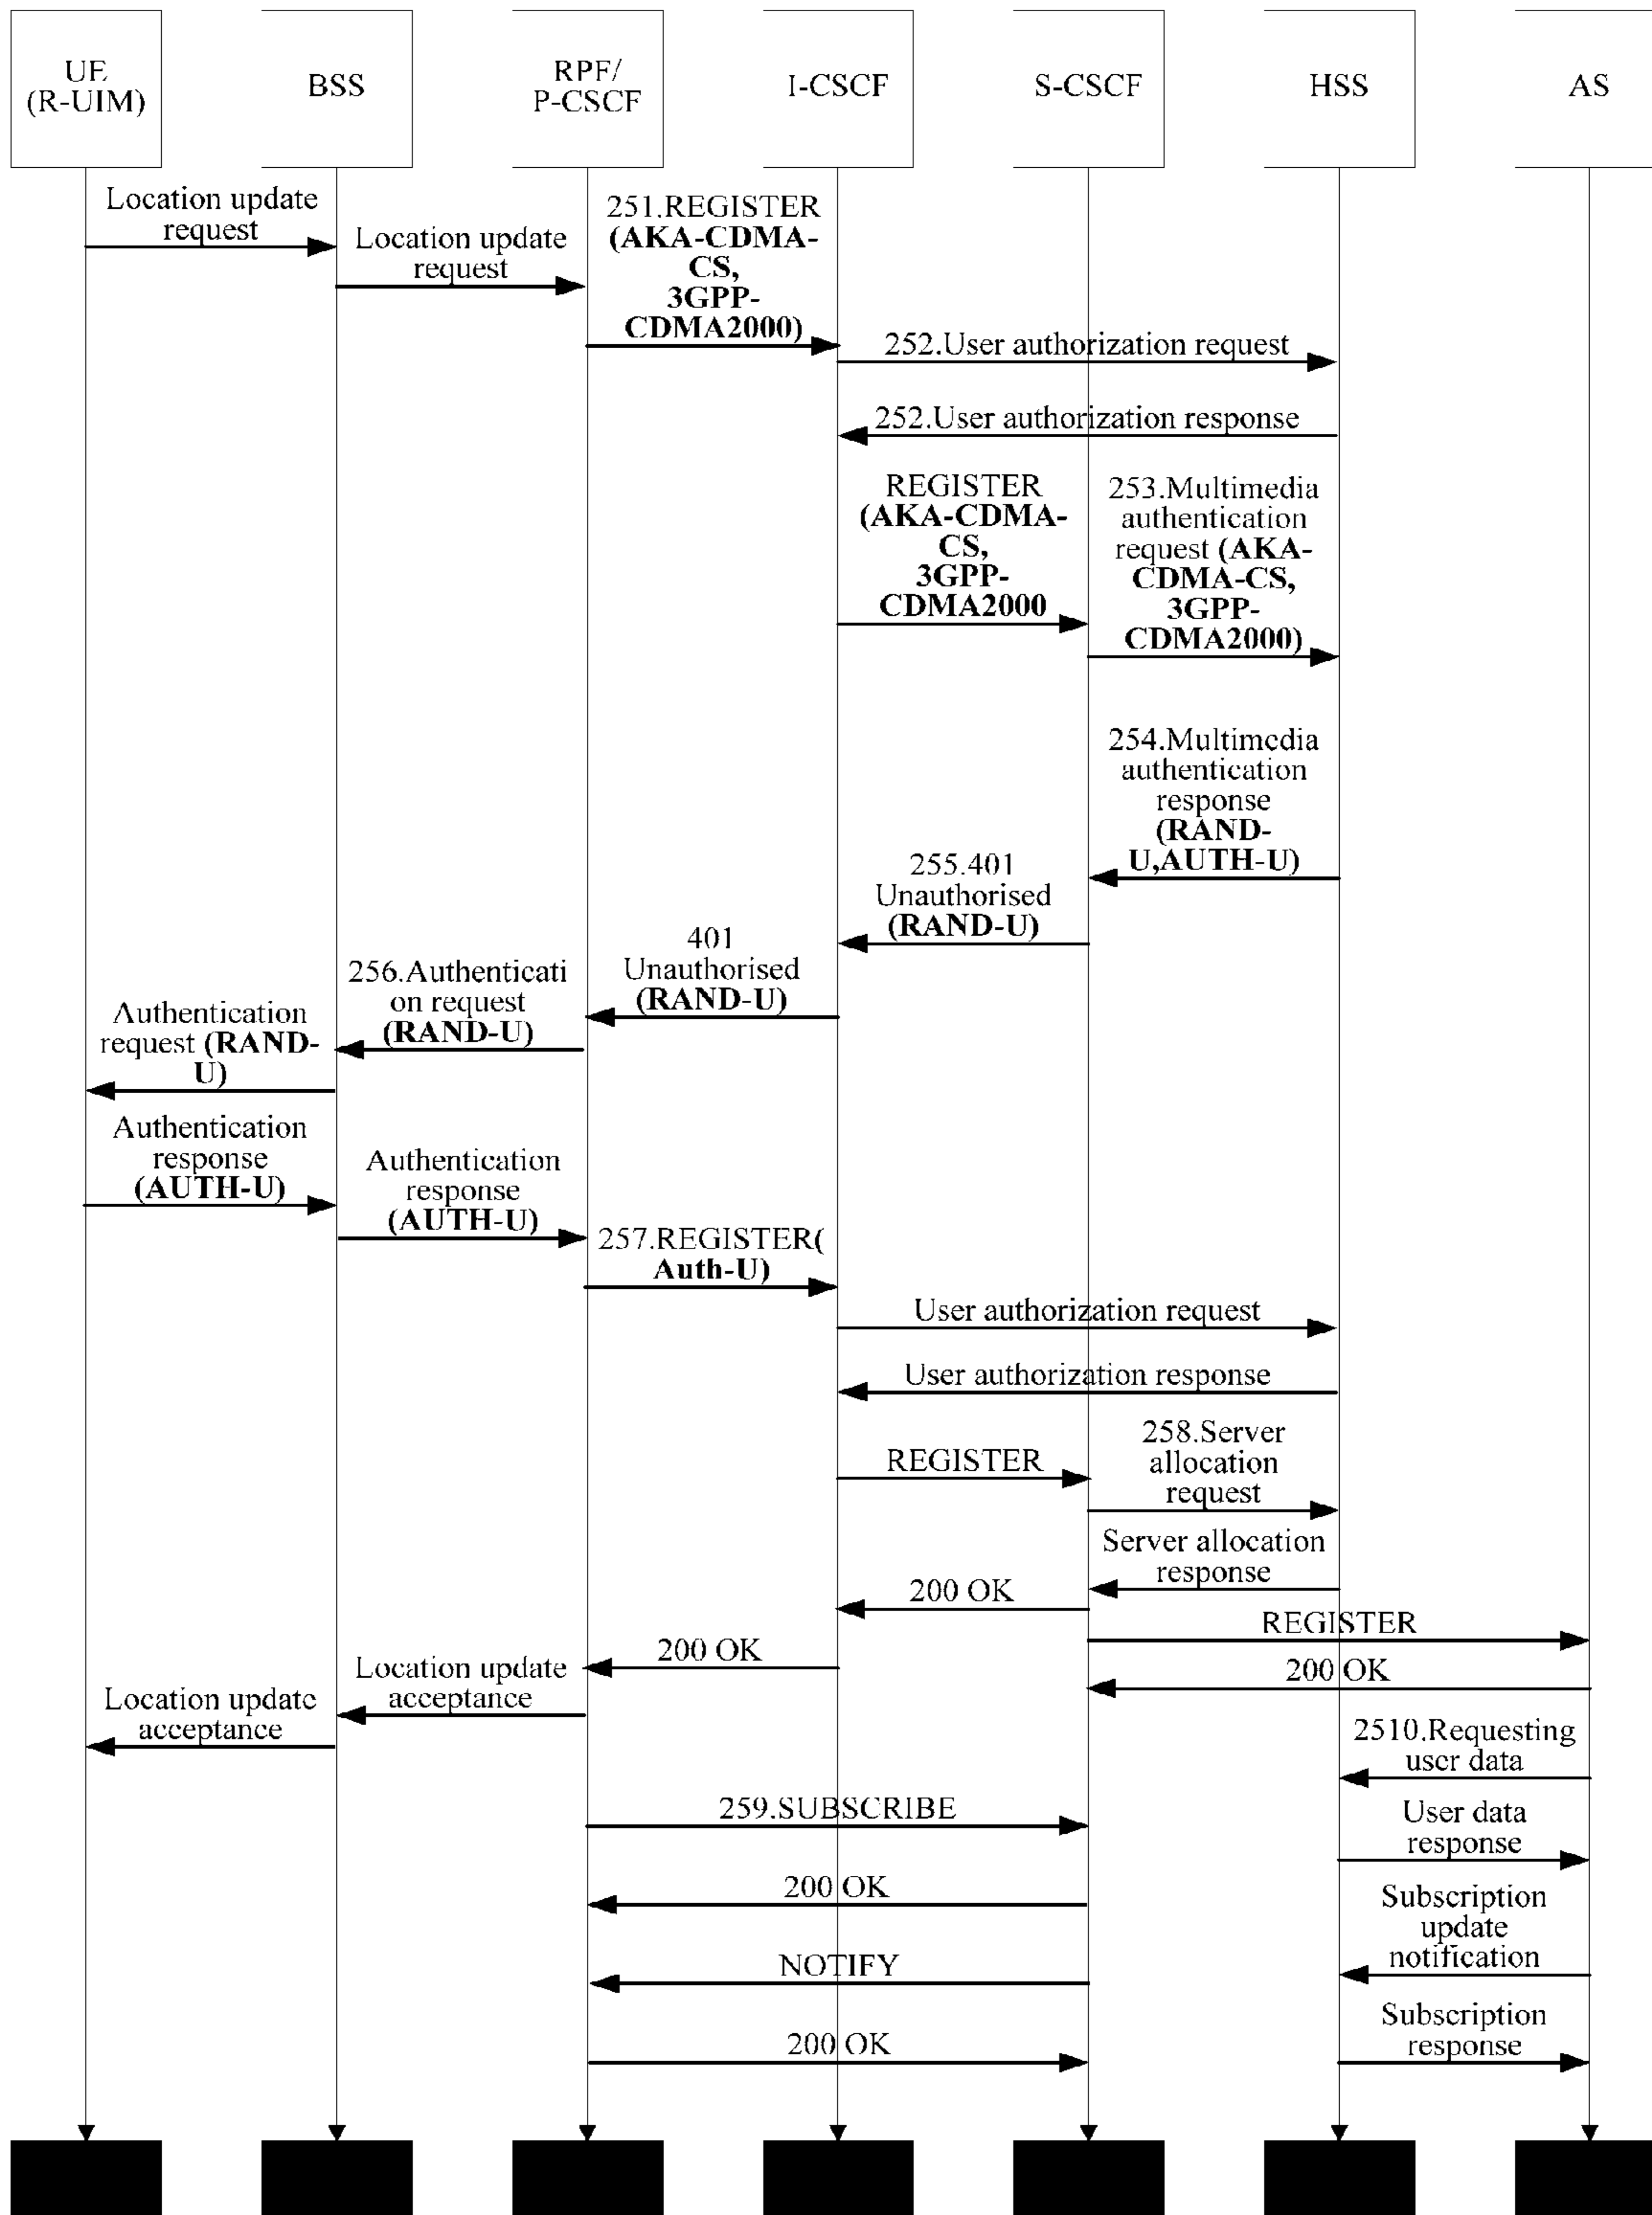 UE
(R-UIM)
BSS
RPF/
P-CSCF
I-CSCF
S-CSCF
HSS
AS
Location update
request
Location update
request
251.REGISTER
(AKA-CDMA-
CS,
3GPP-
CDMA2000)
252.User authorization request
252.User authorization response
REGISTER
(AKA-CDMA-
CS,
3GPP-
CDMA2000
253.Multimedia
authentication
request (AKA-
CDMA-CS,
3GPP-
CDMA2000)
254.Multimedia
authentication
response
(RAND-
U,AUTH-U)
255.401
Unauthorised
(RAND-U)
401
Unauthorised
(RAND-U)
256.Authenticati
on request
(RAND-U)
Authentication
request (RAND-
U)
Authentication
response
(AUTH-U)
Authentication
response
(AUTH-U)
257.REGISTER(
Auth-U)
User authorization request
User authorization response
REGISTER
258.Server
allocation
request
Server allocation
response
200 OK
REGISTER
200 OK
200 OK
Location update
acceptance
Location update
acceptance
2510.Requesting
user data
259.SUBSCRIBE
User data
response
200 OK
Subscription
update
notification
NOTIFY
Subscription
response
200 OK